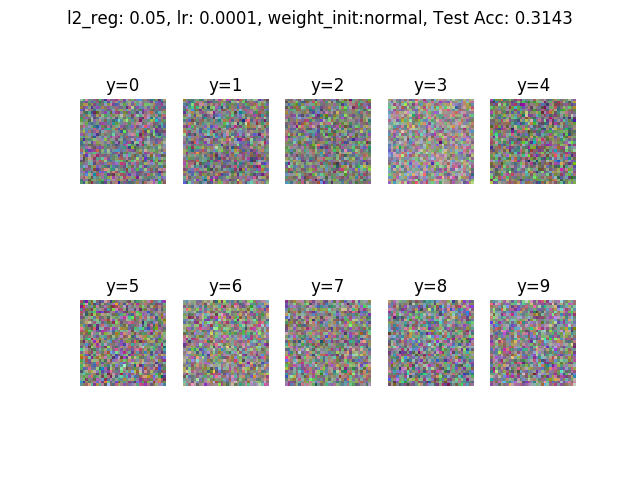 l2_reg: 0.05, lr: 0.0001, weight_init:normal, Test Acc: 0.3143
y=0 y=1 y=2 y=3 y=4
y=5 y=6 y=7 y=8 y=9